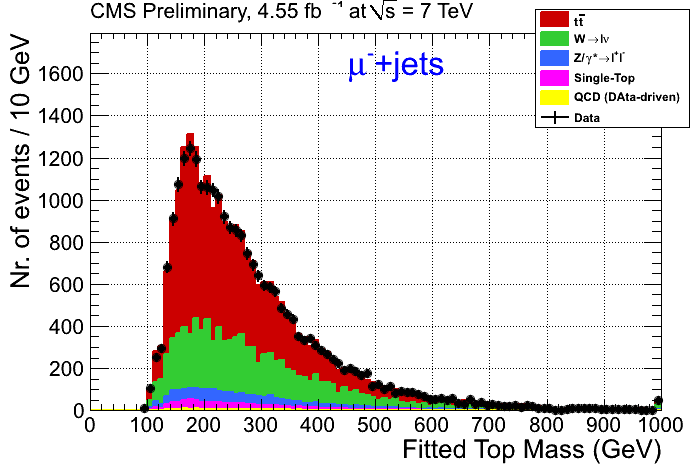 CMS Preliminary, 4.55 fb⁻¹ at √s = 7 TeV
tt̄
W→lν
Z/γ*→l⁺l⁻
Single-Top
QCD (DAta-driven)
Data
μ⁻+jets
Nr. of events / 10 GeV
1600
1400
1200
1000
800
600
400
200
0
0 100 200 300 400 500 600 700 800 900 1000
Fitted Top Mass (GeV)